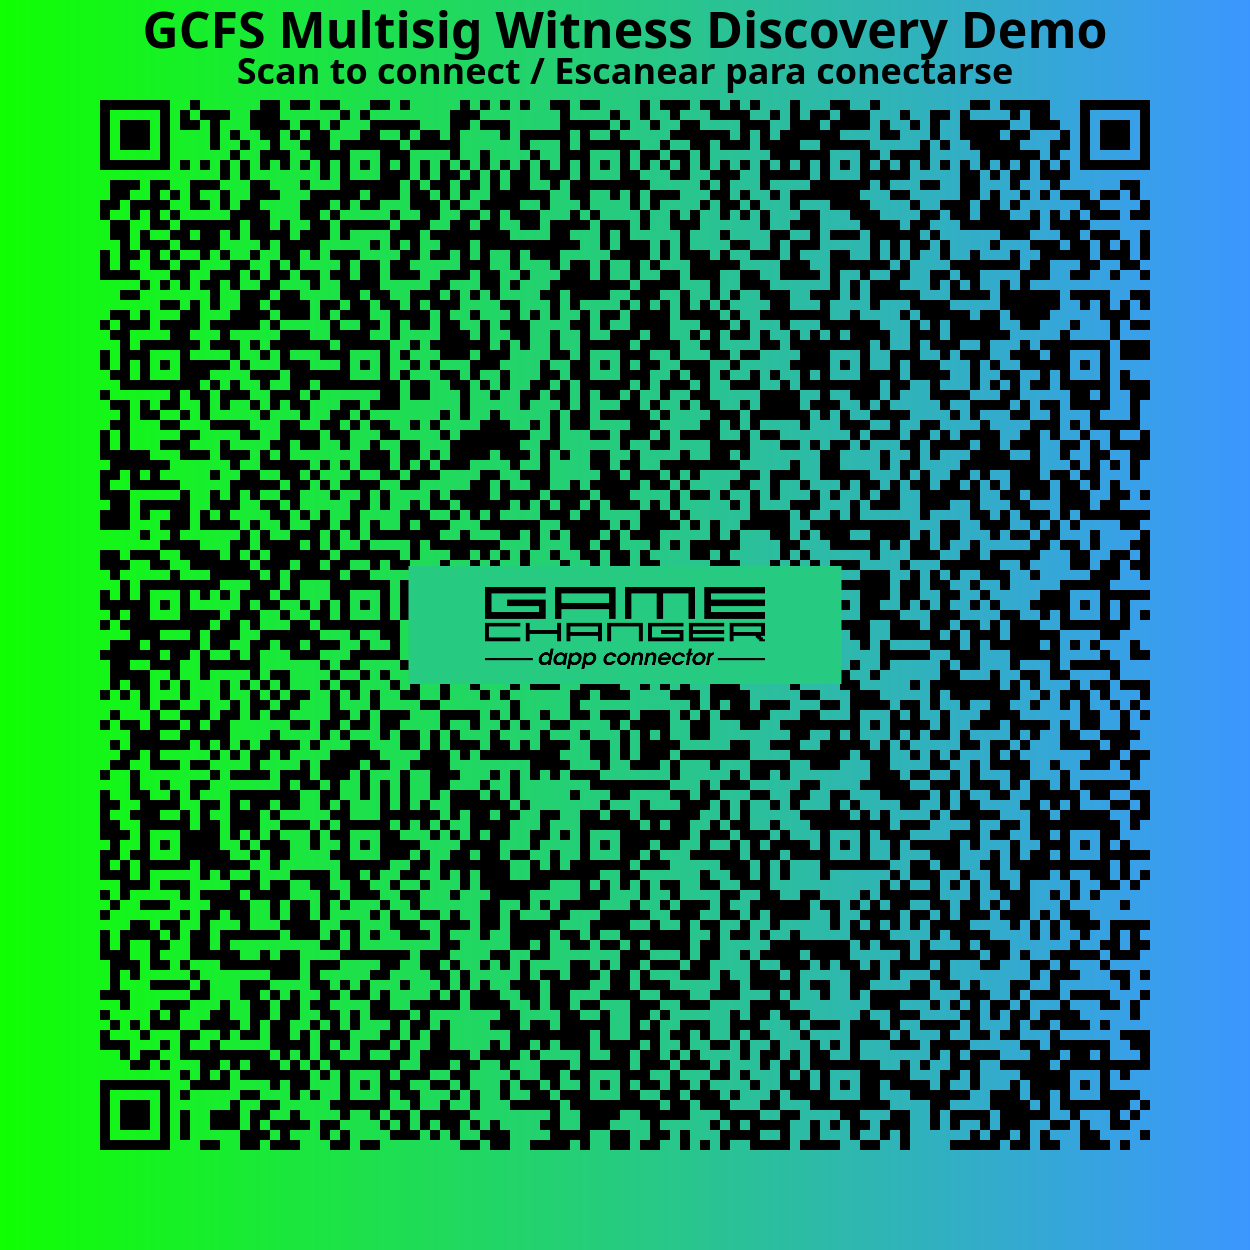 GCFS Multisig Witness Discovery Demo
Scan to connect / Escanear para conectarse
GAME
CHANGER
dapp connector